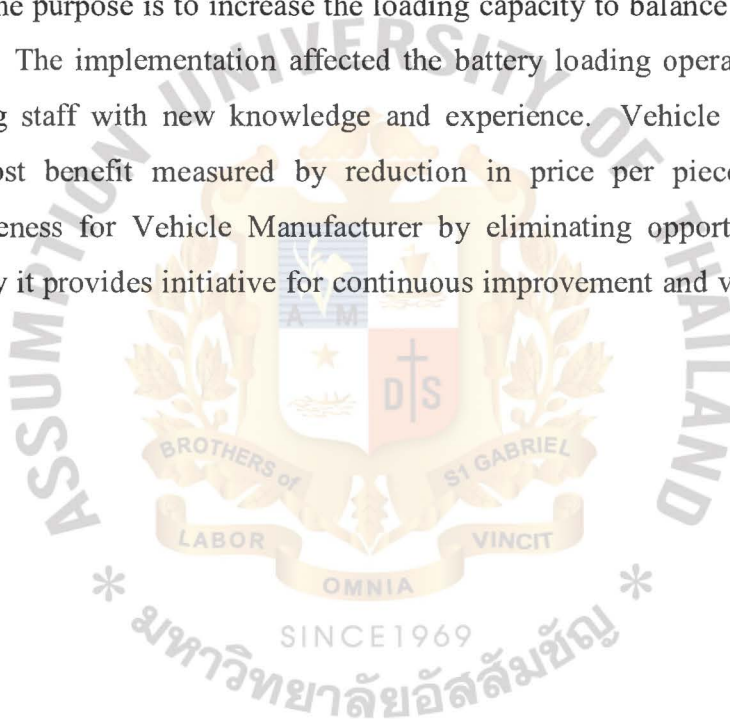 ne purpose is to increase the loading capacity to balance
The implementation affected the battery loading opera
g staff with new knowledge and experience. Vehicle
ost benefit measured by reduction in price per piece
eness for Vehicle Manufacturer by eliminating opport
y it provides initiative for continuous improvement and v
ASSUMPTION UNIVERSITY OF THAILAND
A M
D S
BROTHERS of
S1 GABRIEL
LABOR
VINCIT
OMNIA
SINCE1969
* มหาวิทยาลัยอัสสัมชัญ *